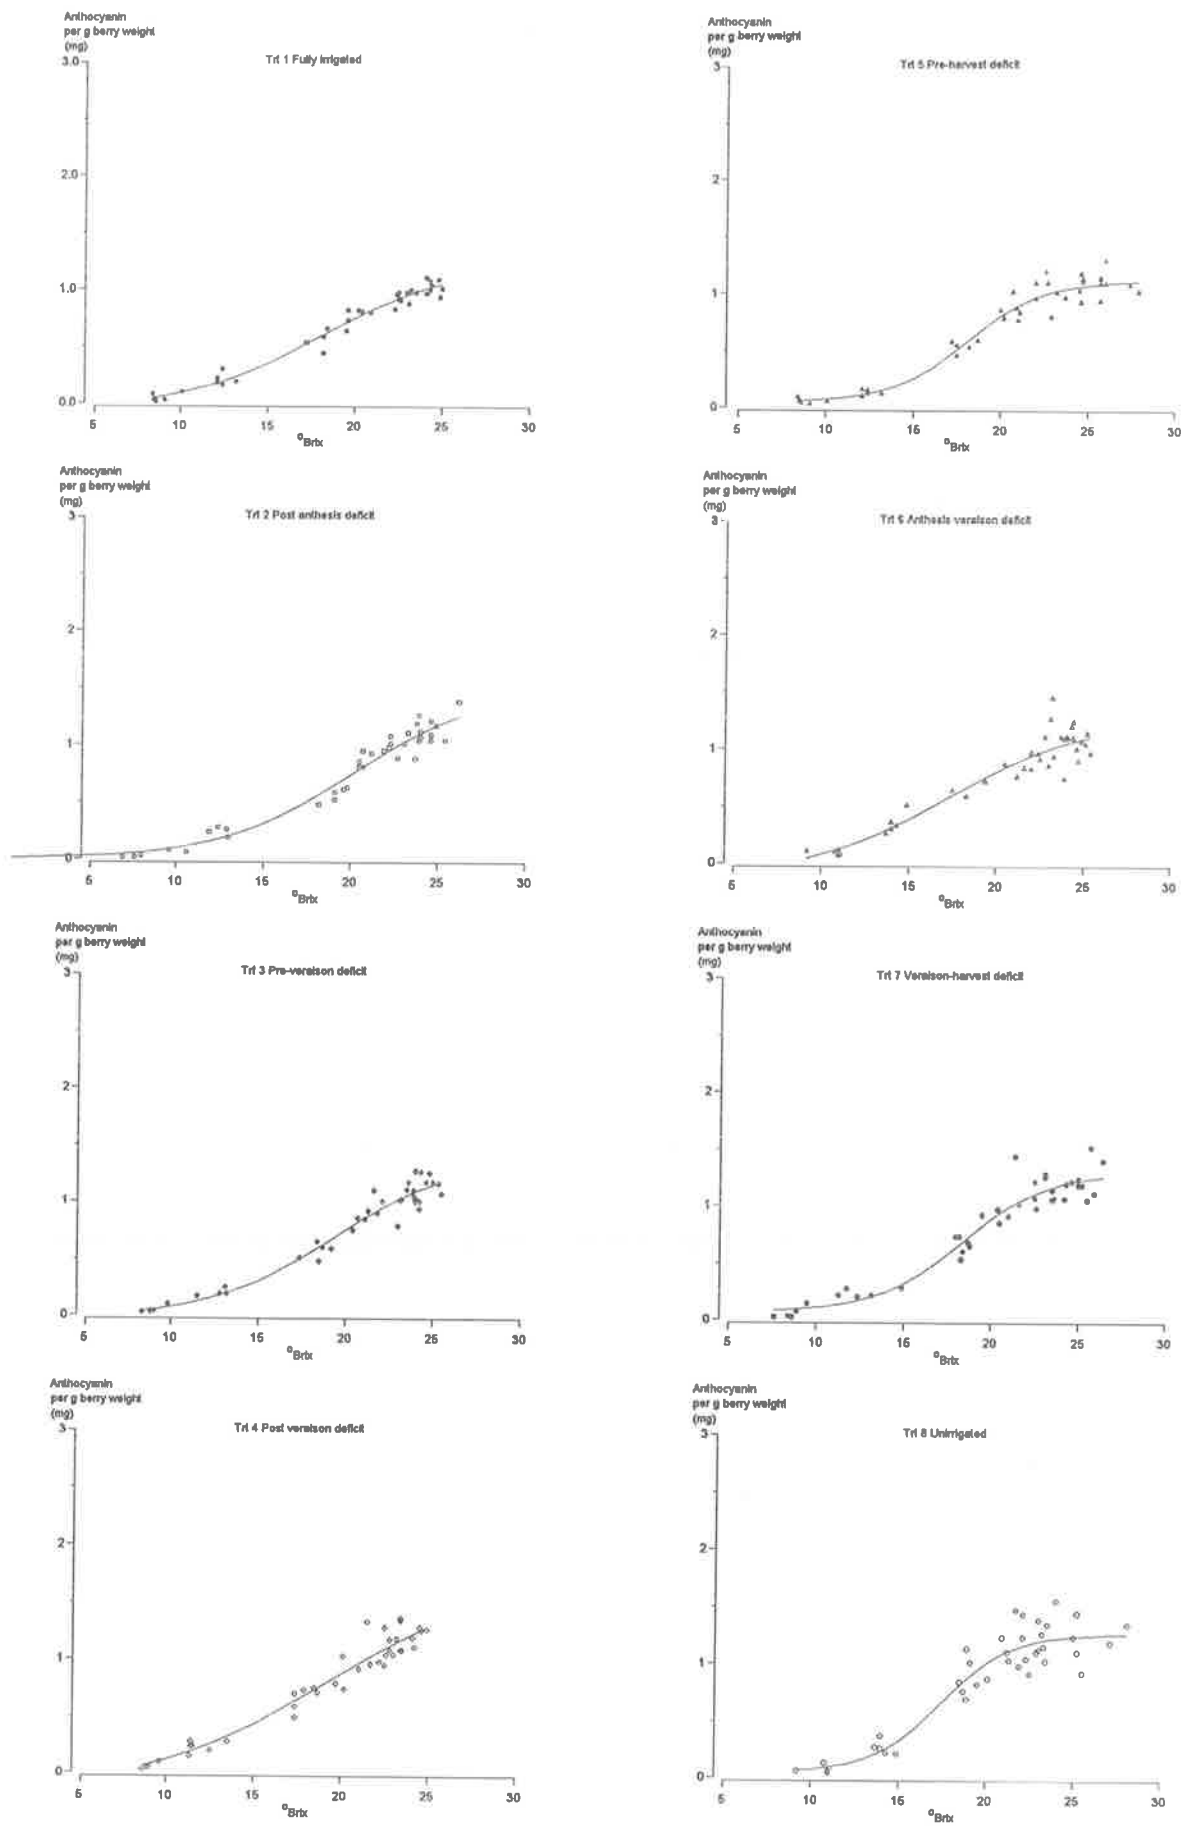 Anthocyanin
per g berry weight
(mg)
Trt 1 Fully irrigated
3.0
2.0
1.0
0.0
5 10 15 20 25 30
oBrix
Anthocyanin
per g berry weight
(mg)
Trt 5 Pre-harvest deficit
3
2
1
0
5 10 15 20 25 30
oBrix
Anthocyanin
per g berry weight
(mg)
Trt 2 Post anthesis deficit
3
2
1
0
5 10 15 20 25 30
oBrix
Anthocyanin
per g berry weight
(mg)
Trt 6 Anthesis veraison deficit
3
2
1
0
5 10 15 20 25 30
oBrix
Anthocyanin
per g berry weight
(mg)
Trt 3 Pre-veraison deficit
3
2
1
0
5 10 15 20 25 30
oBrix
Anthocyanin
per g berry weight
(mg)
Trt 7 Veraison-harvest deficit
3
2
1
0
5 10 15 20 25 30
oBrix
Anthocyanin
per g berry weight
(mg)
Trt 4 Post veraison deficit
3
2
1
0
5 10 15 20 25 30
oBrix
Anthocyanin
per g berry weight
(mg)
Trt 8 Unirrigated
3
2
1
0
5 10 15 20 25 30
oBrix